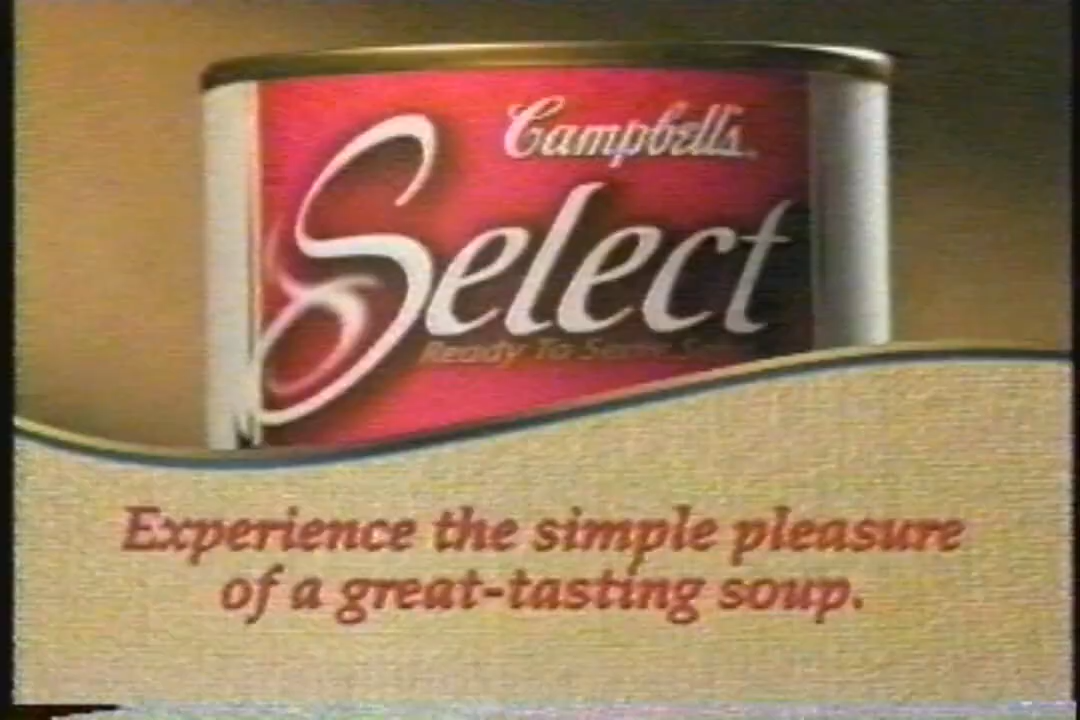 Campbell's
Select
Ready To Serve
Experience the simple pleasure
of a great-tasting soup.